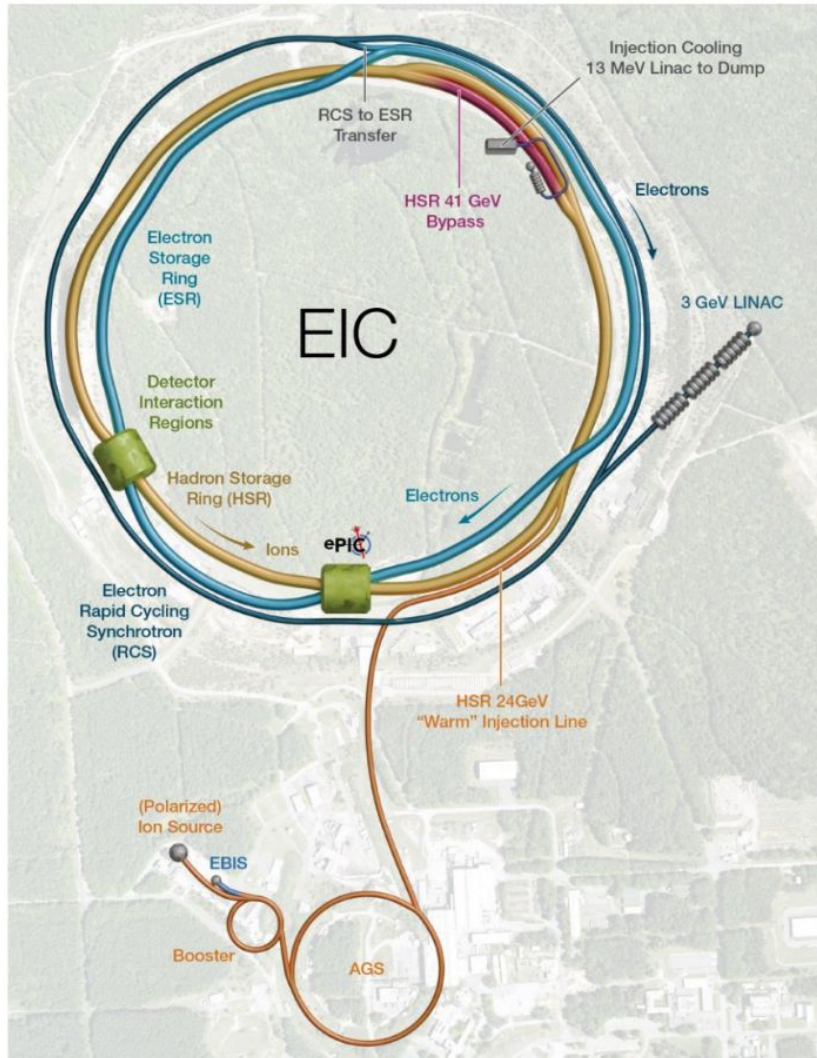 Injection Cooling
13 MeV Linac to Dump
RCS to ESR
Transfer
HSR 41 GeV
Bypass
Electrons
Electron
Storage
Ring
(ESR)
3 GeV LINAC
EIC
Detector
Interaction
Regions
Hadron Storage
Ring (HSR)
Electrons
Ions
ePIC
Electron
Rapid Cycling
Synchrotron
(RCS)
HSR 24GeV
“Warm” Injection Line
(Polarized)
Ion Source
EBIS
Booster
AGS